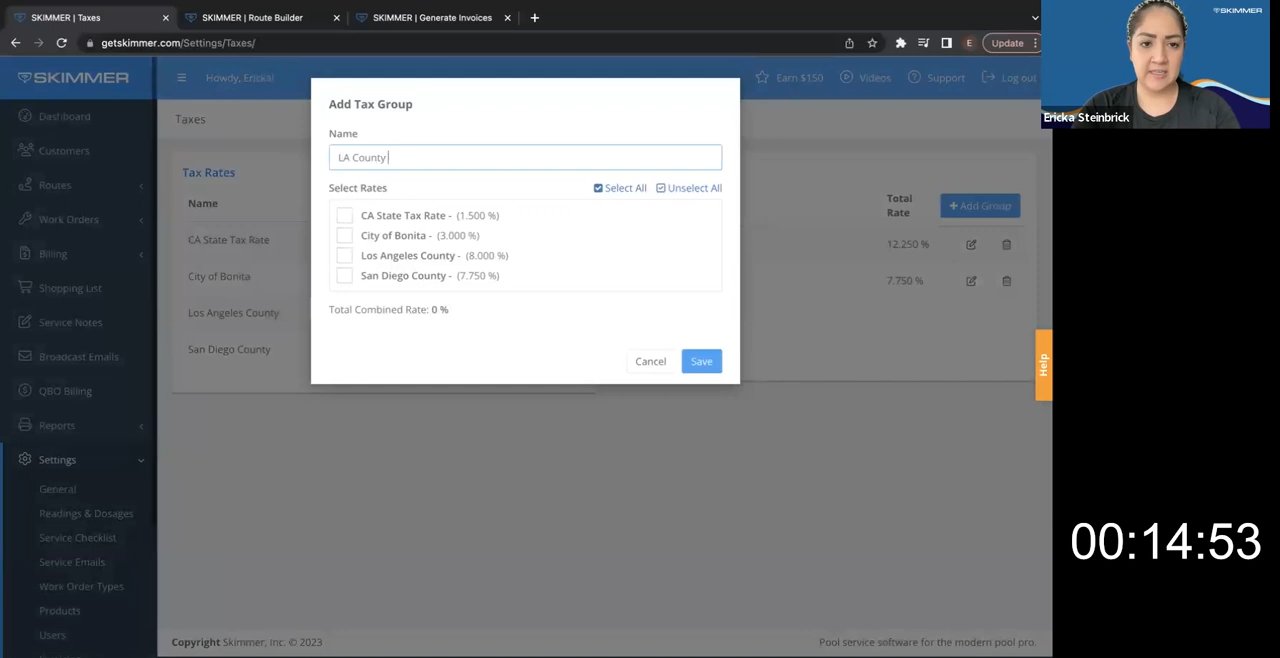 SKIMMER | Taxes
SKIMMER | Route Builder
SKIMMER | Generate Invoices
getskimmer.com/Settings/Taxes/
E
Update
SKIMMER
Ericka Steinbrick
SKIMMER
Howdy, Ericks!
Earn $150
Videos
Support
Log out
Dashboard
Customers
Routes
Work Orders
Billing
Shopping List
Service Notes
Broadcast Emails
QBO Billing
Reports
Settings
General
Readings & Dosages
Service Checklist
Service Emails
Work Order Types
Products
Users
Taxes
Tax Rates
Name
CA State Tax Rate
City of Bonita
Los Angeles County
San Diego County
Add Tax Group
Name
LA County
Select Rates
Select All
Unselect All
CA State Tax Rate - (1.500 %)
City of Bonita - (3.000 %)
Los Angeles County - (8.000 %)
San Diego County - (7.750 %)
Total Combined Rate: 0 %
Cancel
Save
Total
Rate
+ Add Group
12.250 %
7.750 %
Help
00:14:53
Copyright Skimmer, Inc. © 2023
Pool service software for the modern pool pro.